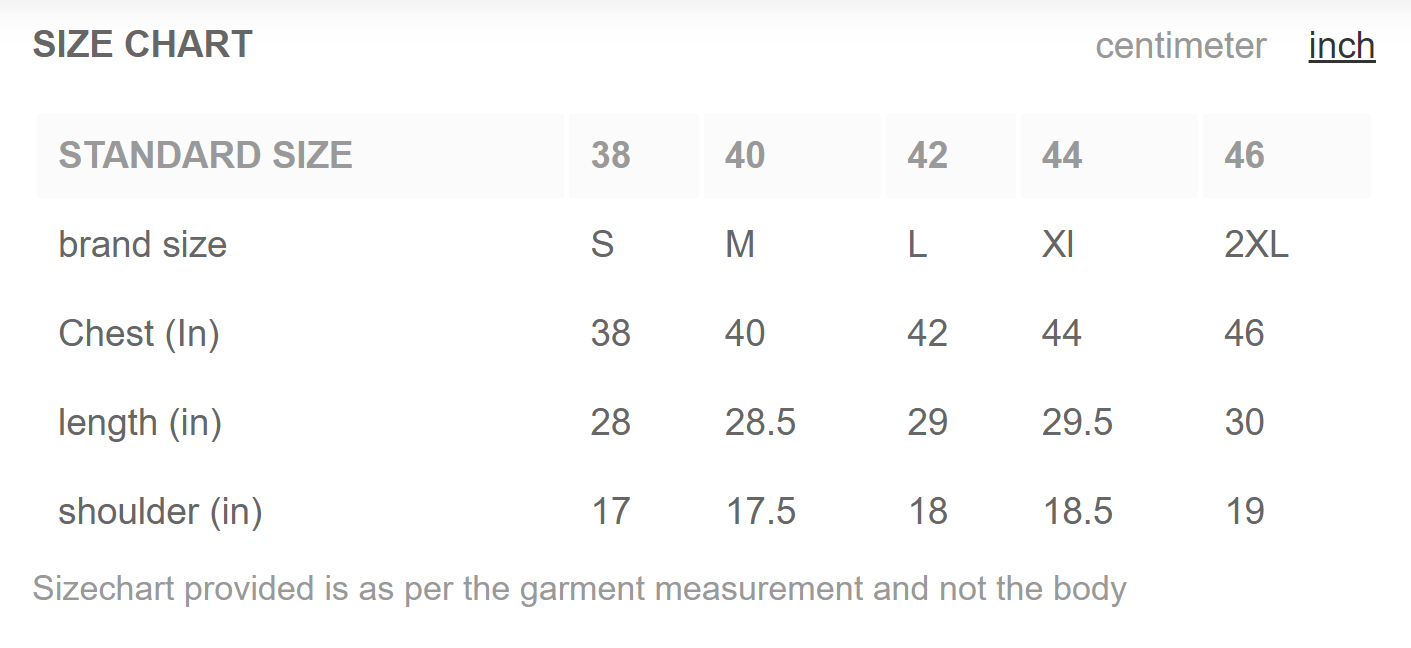 SIZE CHART centimeter inch
STANDARD SIZE 38 40 42 44 46
brand size S M L Xl 2XL
Chest (In) 38 40 42 44 46
length (in) 28 28.5 29 29.5 30
shoulder (in) 17 17.5 18 18.5 19
Sizechart provided is as per the garment measurement and not the body